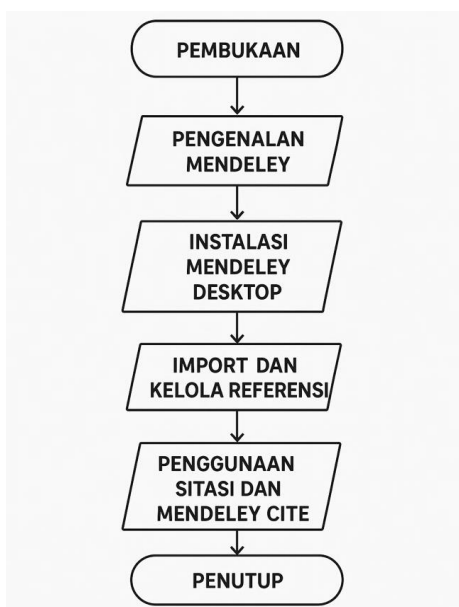 PEMBUKAAN
PENGENALAN
MENDELEY
INSTALASI
MENDELEY
DESKTOP
IMPORT DAN
KELOLA REFERENSI
PENGGUNAAN
SITASI DAN
MENDELEY CITE
PENUTUP